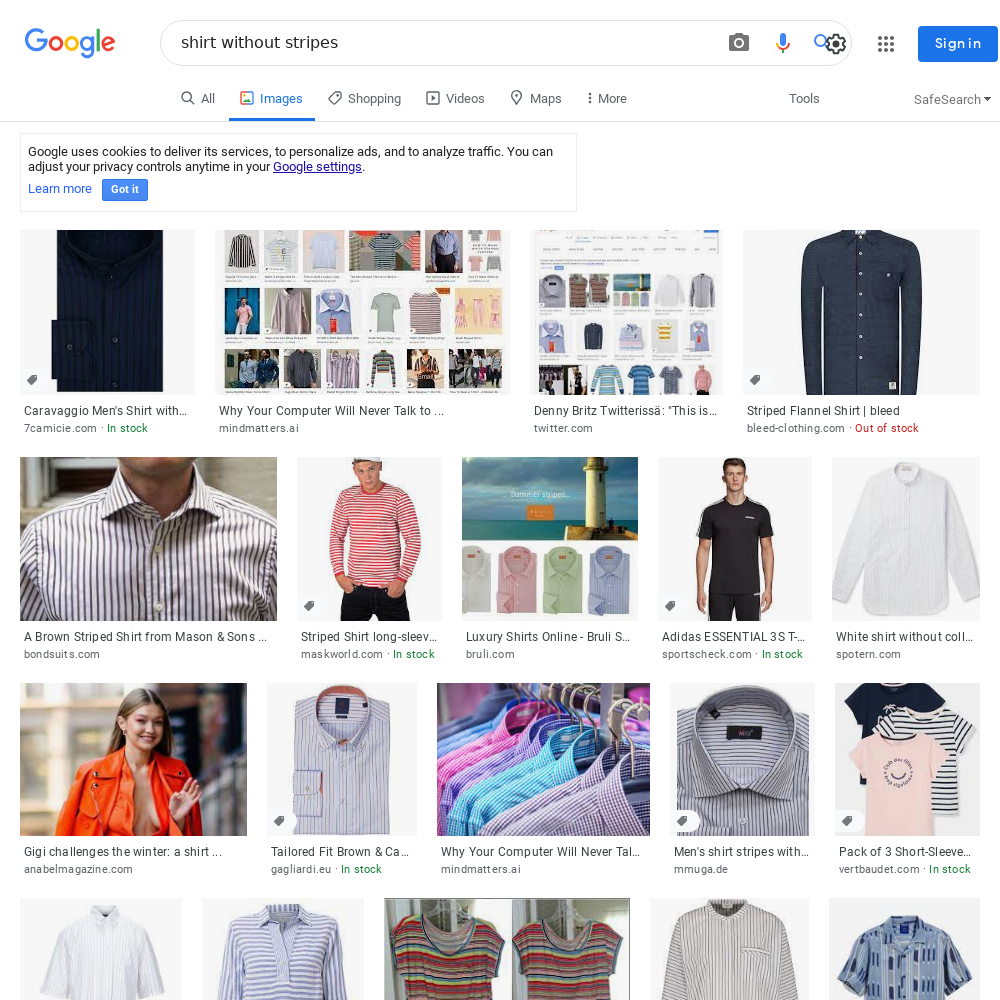 Google
shirt without stripes
Sign in
All
Images
Shopping
Videos
Maps
More
Tools
SafeSearch
Google uses cookies to deliver its services, to personalize ads, and to analyze traffic. You can
adjust your privacy controls anytime in your Google settings.
Learn more
Got it
Caravaggio Men's Shirt with...
7camicie.com · In stock
Why Your Computer Will Never Talk to ...
mindmatters.ai
Denny Britz Twitterissä: "This is...
twitter.com
Striped Flannel Shirt | bleed
bleed-clothing.com · Out of stock
Summer stripes...
A Brown Striped Shirt from Mason & Sons ...
bondsuits.com
Striped Shirt long-sleev...
maskworld.com · In stock
Luxury Shirts Online - Bruli S...
bruli.com
Adidas ESSENTIAL 3S T-...
sportscheck.com · In stock
White shirt without coll...
spotern.com
Gigi challenges the winter: a shirt ...
anabelmagazine.com
Tailored Fit Brown & Ca...
gagliardi.eu · In stock
Why Your Computer Will Never Tal...
mindmatters.ai
Men's shirt stripes with...
mmuga.de
Pack of 3 Short-Sleeve...
vertbaudet.com · In stock